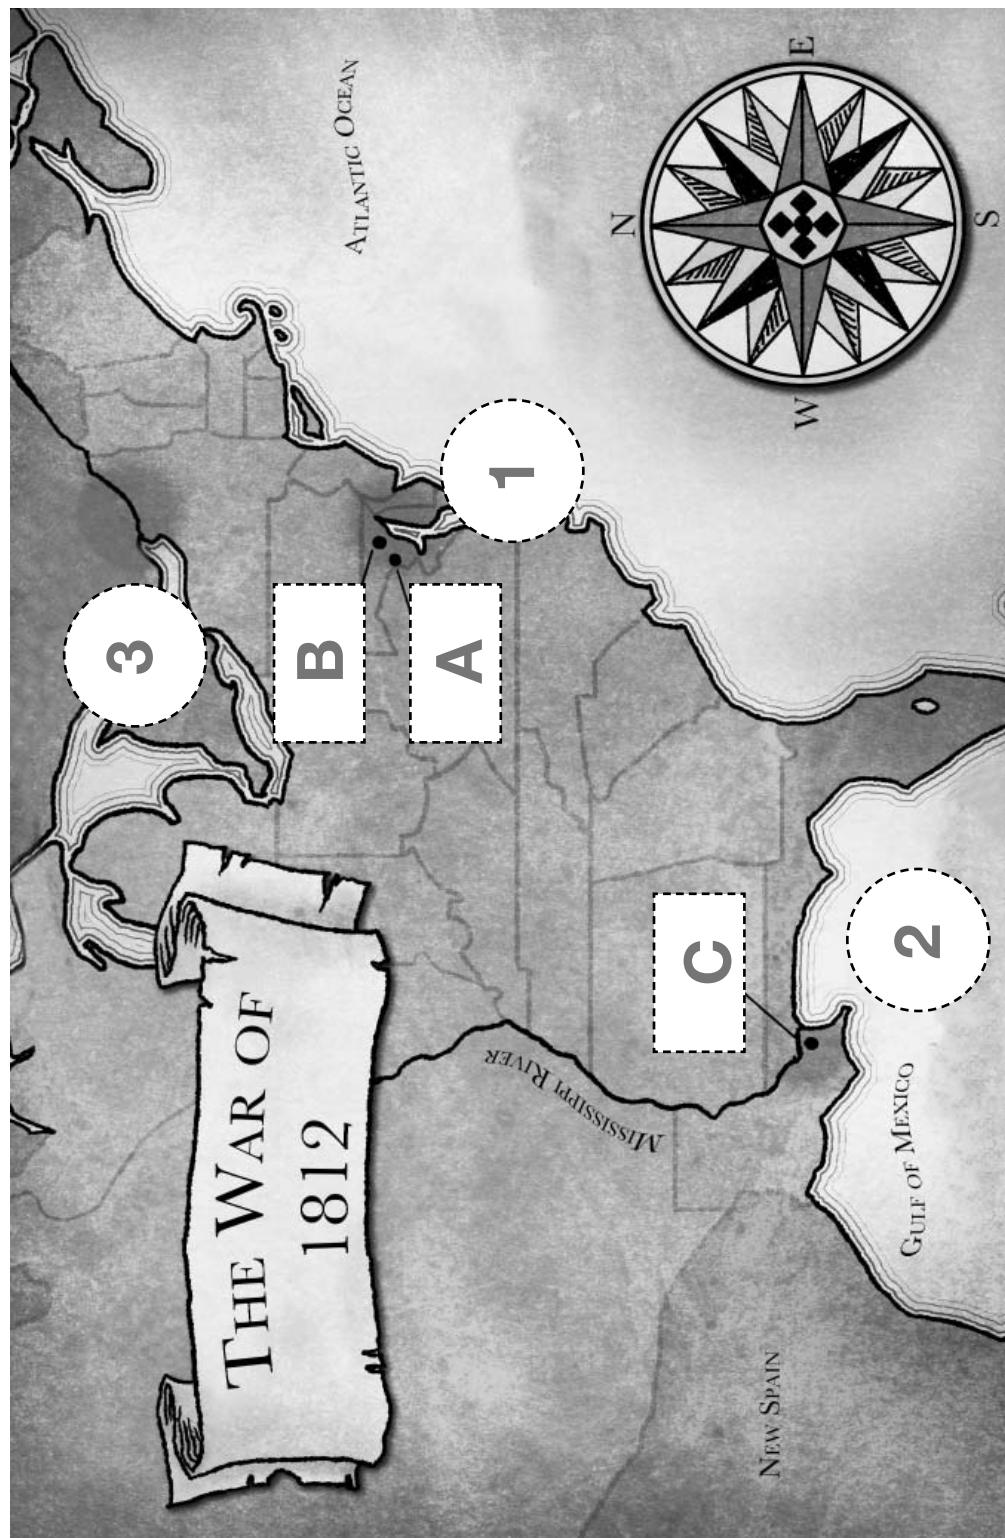 THE WAR OF
1812
3
B
A
1
C
2
ATLANTIC OCEAN
MISSISSIPPI RIVER
GULF OF MEXICO
NEW SPAIN
N
W
E
S